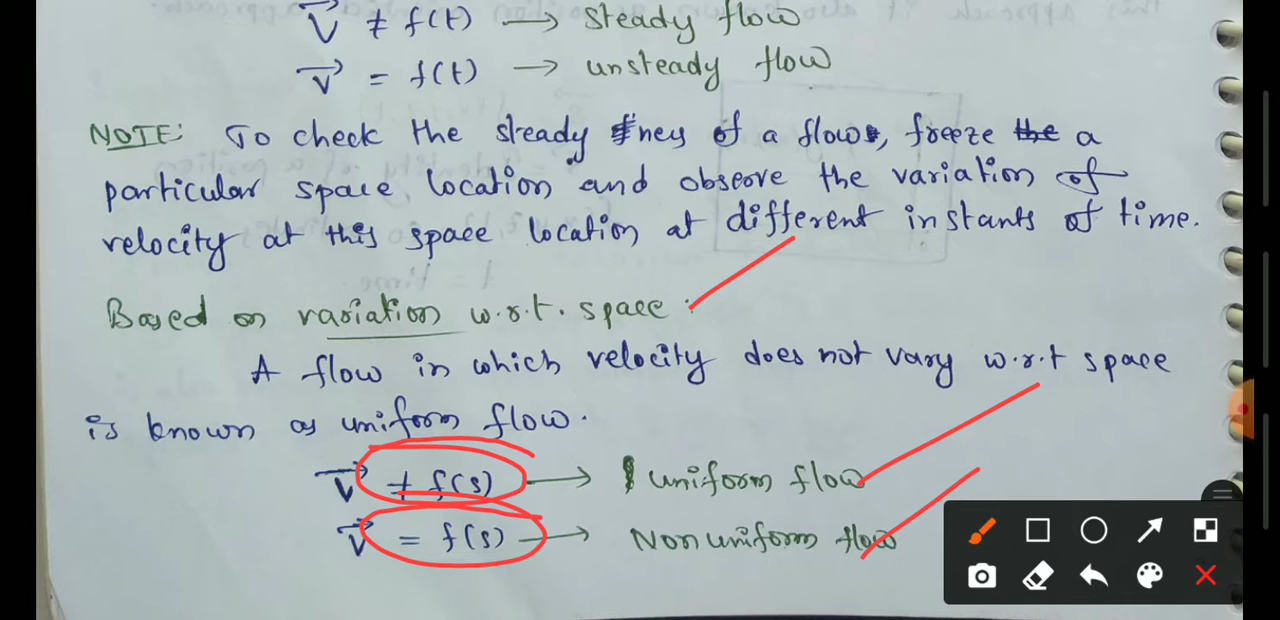 V ≠ f(t) → steady flow
V = f(t) → unsteady flow
NOTE: To check the steady ness of a flow, freeze a
particular space location and observe the variation of
velocity at this space location at different instants of time.
Based on variation w.r.t. space :
A flow in which velocity does not vary w.r.t space
is known as uniform flow.
V ≠ f(s) → uniform flow
V = f(s) → Non uniform flow